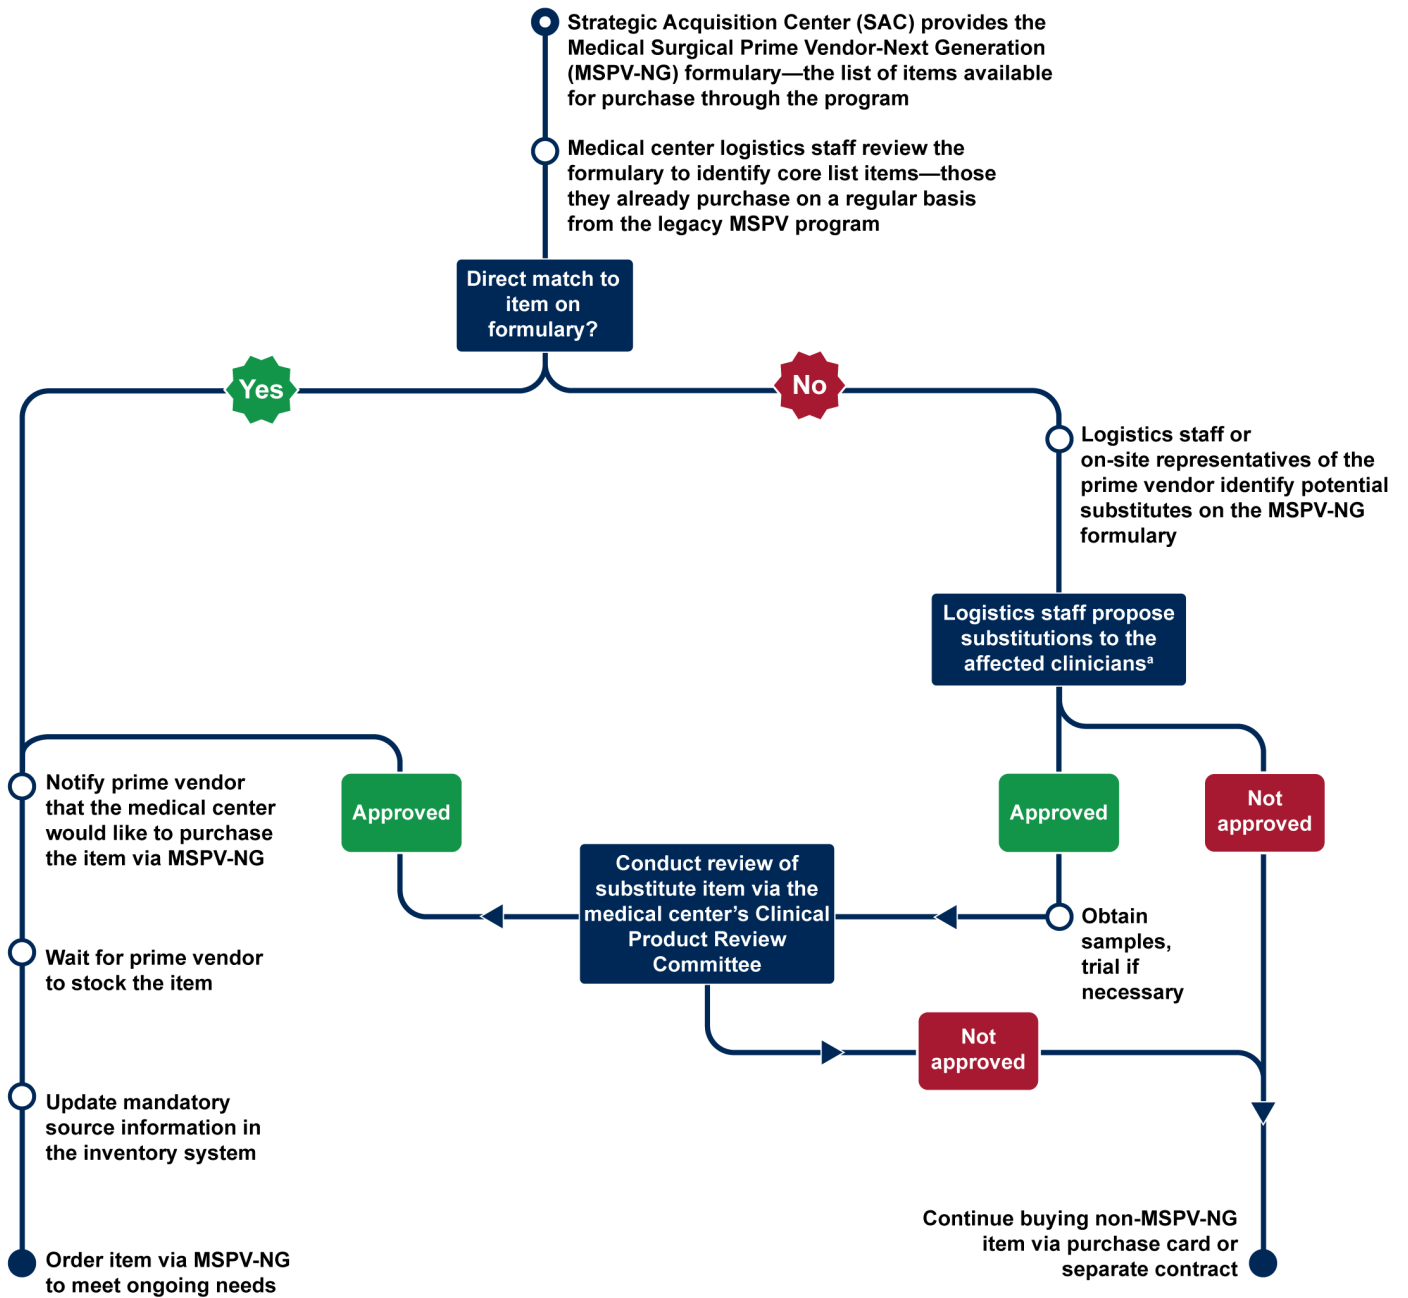 Strategic Acquisition Center (SAC) provides the
Medical Surgical Prime Vendor-Next Generation
(MSPV-NG) formulary—the list of items available
for purchase through the program
Medical center logistics staff review the
formulary to identify core list items—those
they already purchase on a regular basis
from the legacy MSPV program
Direct match to
item on
formulary?
Yes
No
Logistics staff or
on-site representatives of the
prime vendor identify potential
substitutes on the MSPV-NG
formulary
Logistics staff propose
substitutions to the
affected cliniciansª
Notify prime vendor
that the medical center
would like to purchase
the item via MSPV-NG
Approved
Approved
Not
approved
Conduct review of
substitute item via the
medical center’s Clinical
Product Review
Committee
Obtain
samples,
trial if
necessary
Wait for prime vendor
to stock the item
Not
approved
Update mandatory
source information in
the inventory system
Continue buying non-MSPV-NG
item via purchase card or
separate contract
Order item via MSPV-NG
to meet ongoing needs